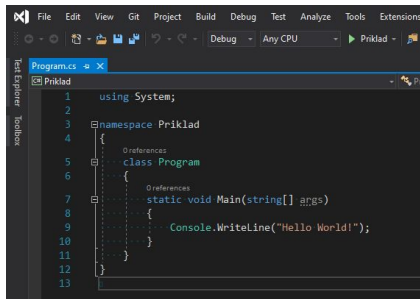 File Edit View Git Project Build Debug Test Analyze Tools Extensions
Debug Any CPU Priklad
Test Explorer
Toolbox
Program.cs
Priklad
1 using System;
2
3 namespace Priklad
4 {
0 references
5 class Program
6 {
0 references
7 static void Main(string[] args)
8 {
9 Console.WriteLine("Hello World!");
10 }
11 }
12 }
13